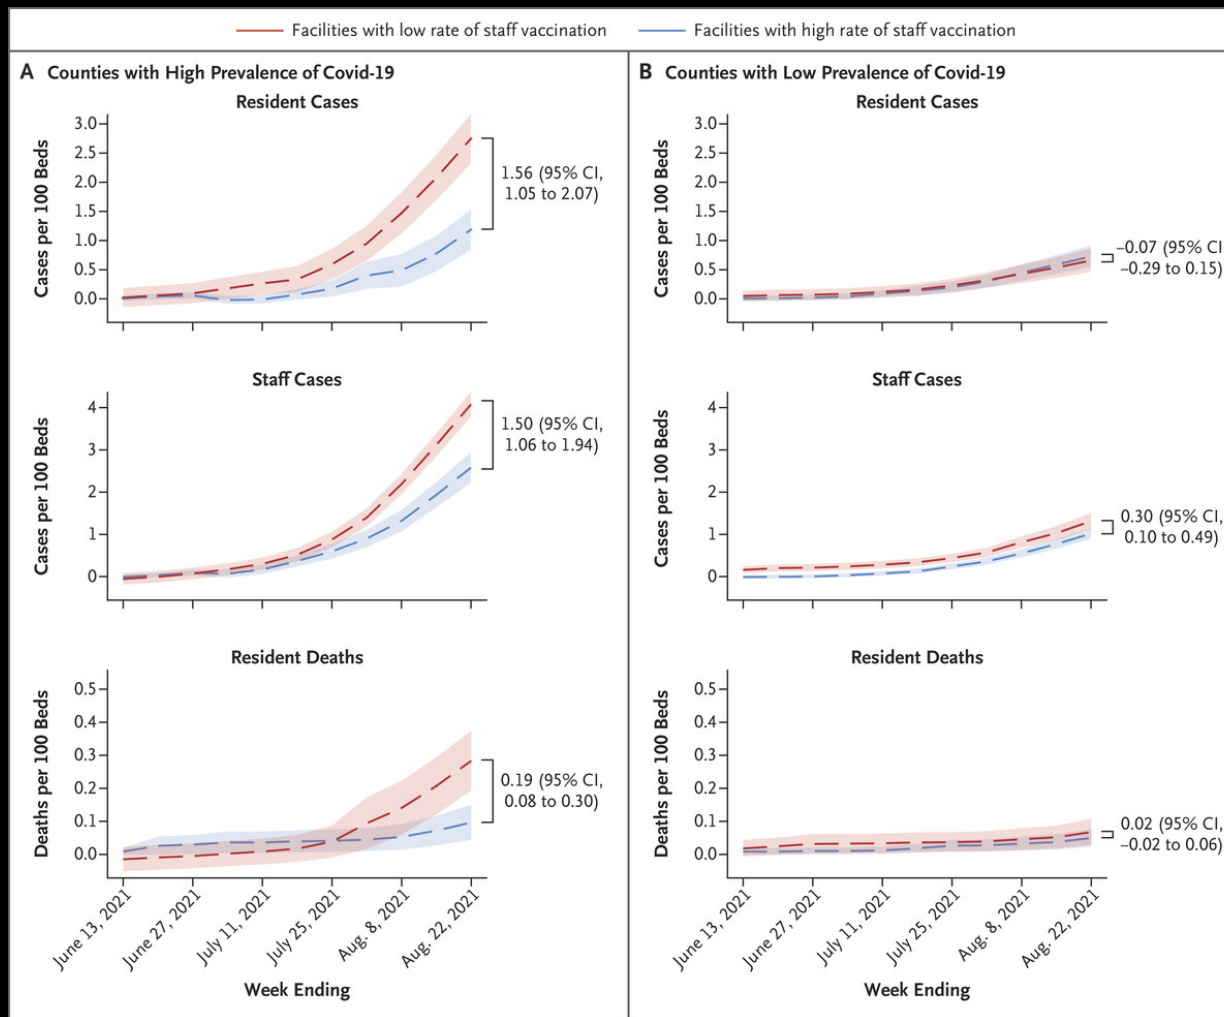 Facilities with low rate of staff vaccination
Facilities with high rate of staff vaccination
A Counties with High Prevalence of Covid-19
Resident Cases
Cases per 100 Beds
3.0
2.5
2.0
1.5
1.0
0.5
0.0
1.56 (95% CI,
1.05 to 2.07)
Staff Cases
Cases per 100 Beds
4
3
2
1
0
1.50 (95% CI,
1.06 to 1.94)
Resident Deaths
Deaths per 100 Beds
0.5
0.4
0.3
0.2
0.1
0.0
0.19 (95% CI,
0.08 to 0.30)
June 13, 2021
June 27, 2021
July 11, 2021
July 25, 2021
Aug. 8, 2021
Aug. 22, 2021
Week Ending
B Counties with Low Prevalence of Covid-19
Resident Cases
Cases per 100 Beds
3.0
2.5
2.0
1.5
1.0
0.5
0.0
–0.07 (95% CI
–0.29 to 0.15)
Staff Cases
Cases per 100 Beds
4
3
2
1
0
0.30 (95% CI,
0.10 to 0.49)
Resident Deaths
Deaths per 100 Beds
0.5
0.4
0.3
0.2
0.1
0.0
0.02 (95% CI,
–0.02 to 0.06)
June 13, 2021
June 27, 2021
July 11, 2021
July 25, 2021
Aug. 8, 2021
Aug. 22, 2021
Week Ending